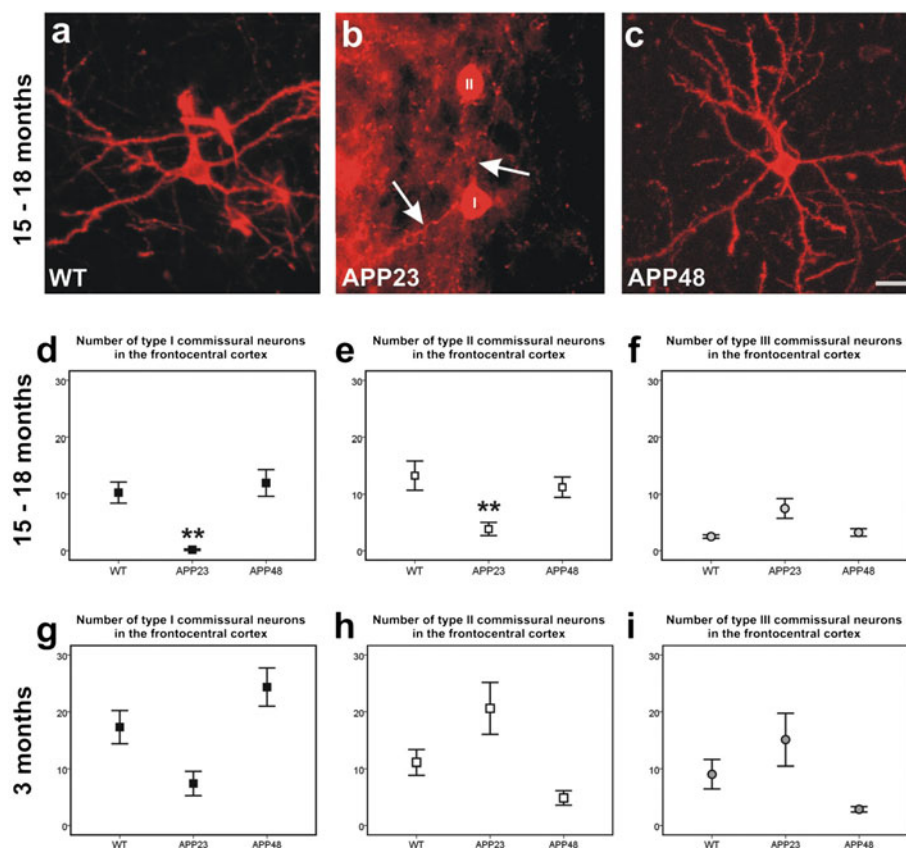 15 - 18 months
a
WT
b
II
I
APP23
c
APP48
15 - 18 months
d
Number of type I commissural neurons
in the frontocentral cortex
30
20
10
0
**
WT APP23 APP48
e
Number of type II commissural neurons
in the frontocentral cortex
30
20
10
0
**
WT APP23 APP48
f
Number of type III commissural neurons
in the frontocentral cortex
30
20
10
0
WT APP23 APP48
3 months
g
Number of type I commissural neurons
in the frontocentral cortex
30
20
10
0
WT APP23 APP48
h
Number of type II commissural neurons
in the frontocentral cortex
30
20
10
0
WT APP23 APP48
i
Number of type III commissural neurons
in the frontocentral cortex
30
20
10
0
WT APP23 APP48